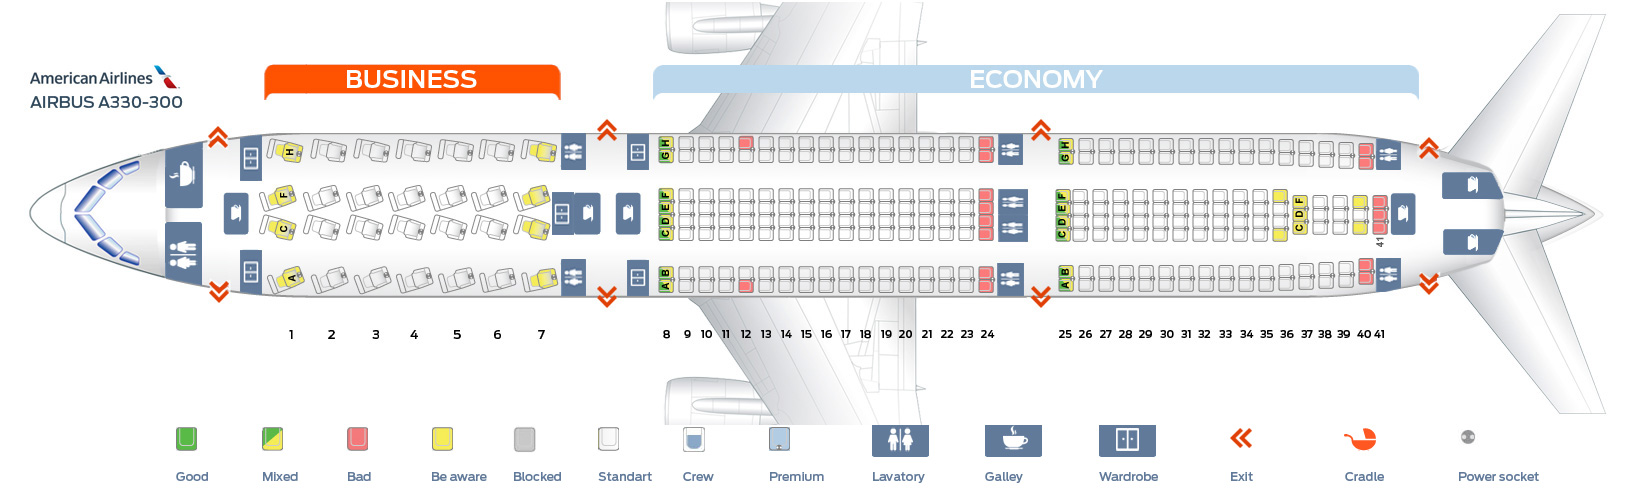 BUSINESS
ECONOMY
American Airlines
AIRBUS A330-300
H
F
C
A
G H
C D E F
A B
G H
C D E F
A B
C D F
41
1 2 3 4 5 6 7 8 9 10 11 12 13 14 15 16 17 18 19 20 21 22 23 24 25 26 27 28 29 30 31 32 33 34 35 36 37 38 39 40 41
Good Mixed Bad Be aware Blocked Standart Crew Premium Lavatory Galley Wardrobe Exit Cradle Power socket